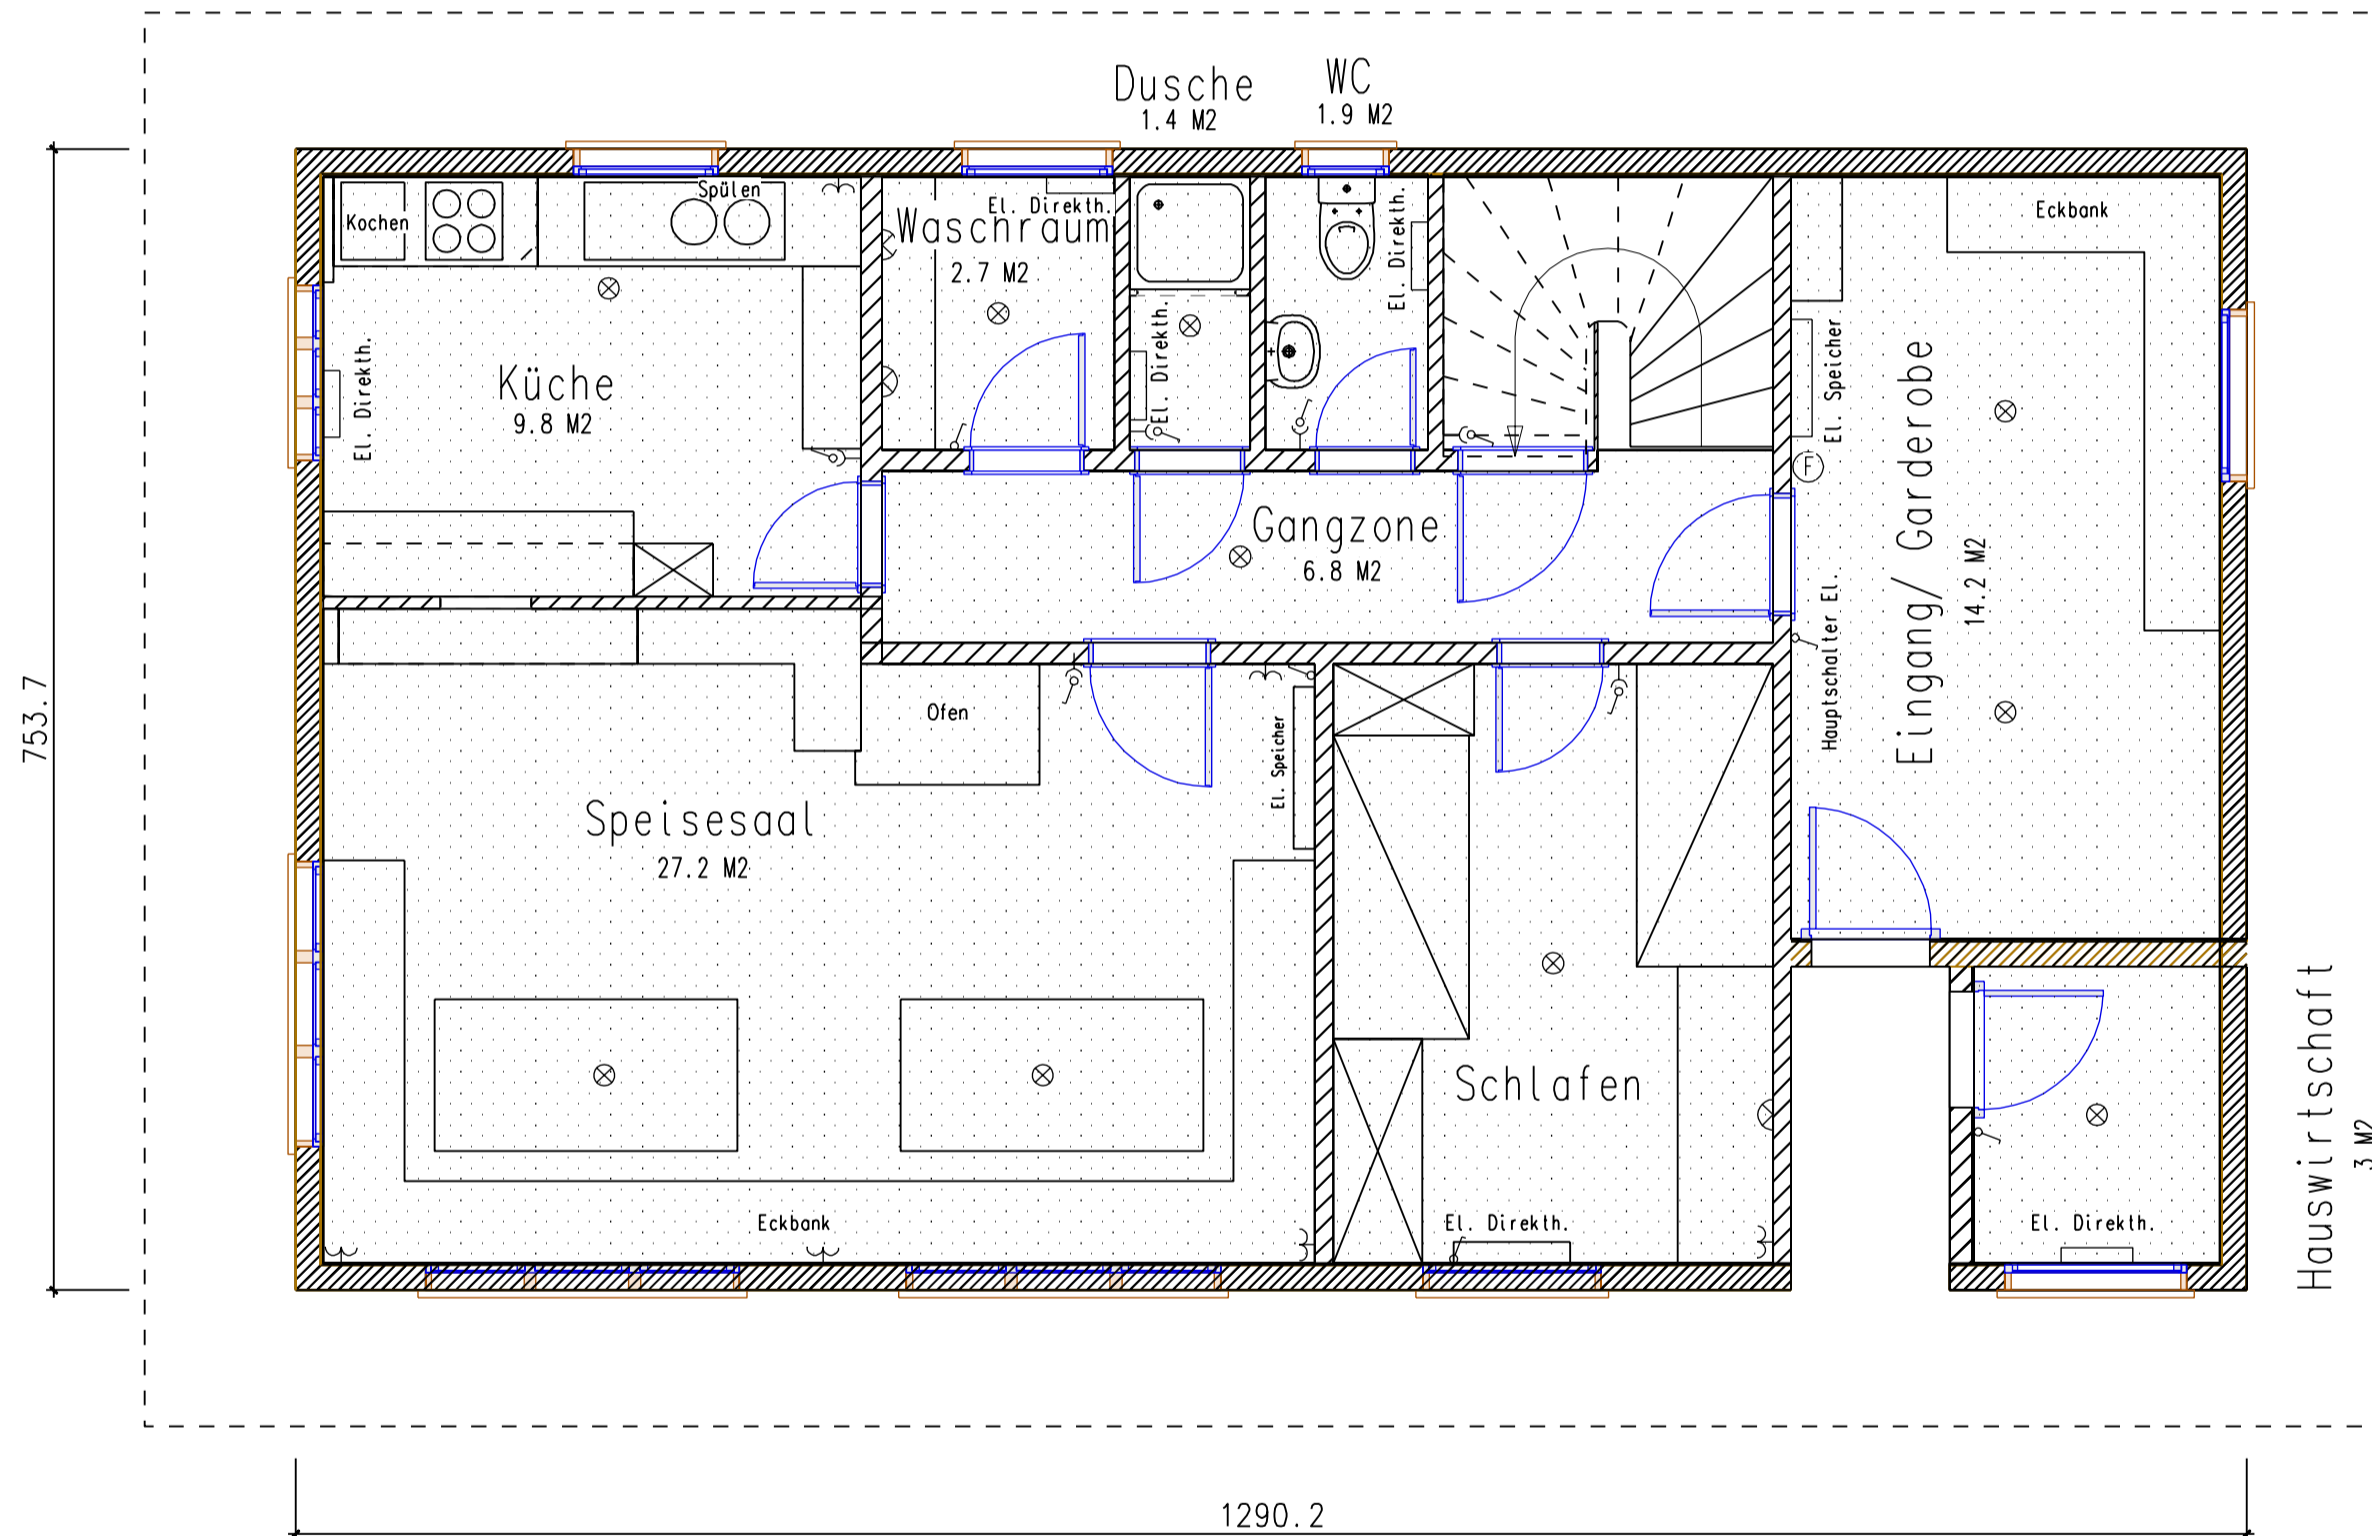 Dusche
1.4 M2
WC
1.9 M2
Kochen
Spülen
El. Direkth.
Waschraum
2.7 M2
El. Direkth.
El. Direkth.
Eckbank
Küche
9.8 M2
El. Direkth.
El. Speicher
F
Gangzone
6.8 M2
Eingang/ Garderobe
14.2 M2
Hauptschalter El.
753.7
Ofen
El. Speicher
Speisesaal
27.2 M2
Schlafen
Eckbank
El. Direkth.
El. Direkth.
Hauswirtschaft
3 M2
1290.2